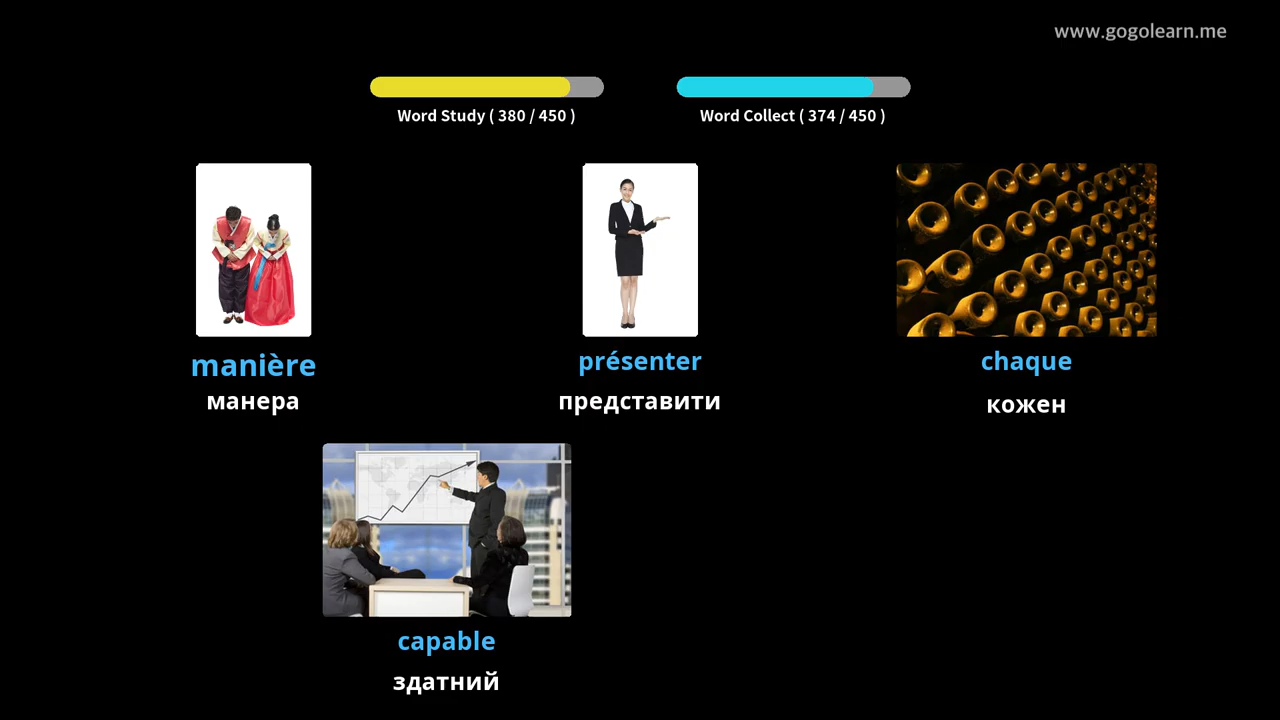 www.gogolearn.me
Word Study ( 380 / 450 )
Word Collect ( 374 / 450 )
manière
манера
présenter
представити
chaque
кожен
capable
здатний